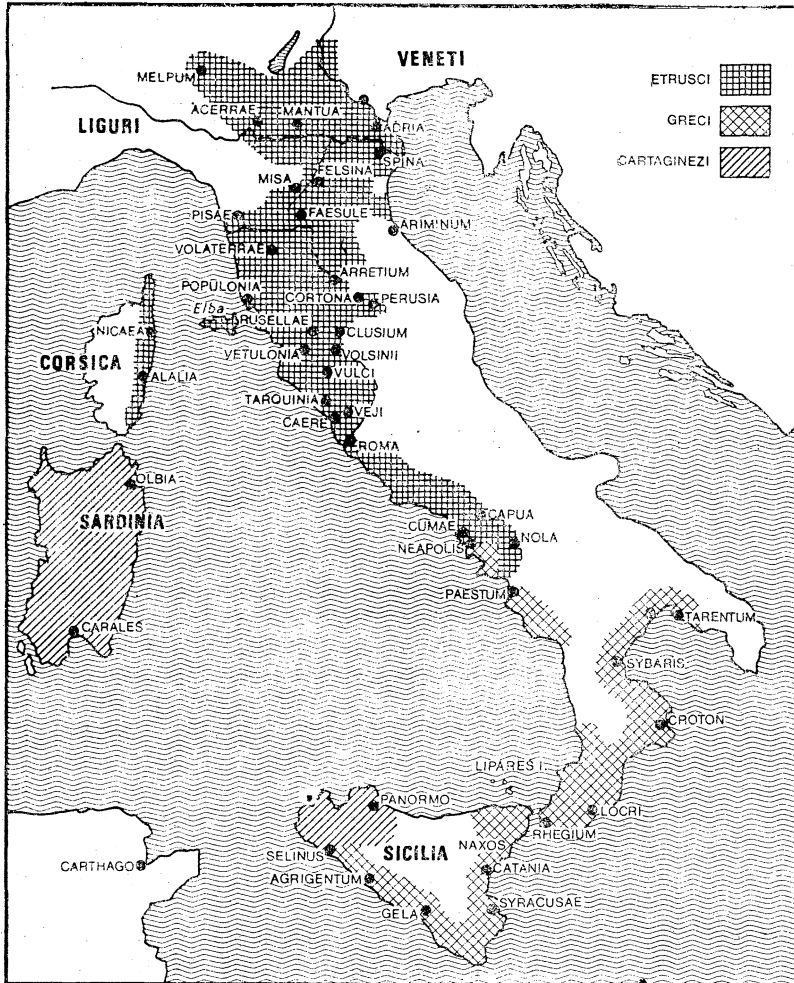 VENETI
MELPUM
ETRUSCI
ACERRAE
MANTUA
ADRIA
GRECI
LIGURI
SPINA
CARTAGINEZI
FELSINA
MISA
PISAE
FAESULE
ARIMINUM
VOLATERRAE
ARRETIUM
POPULONIA
CORTONA
PERUSIA
Elba
RUSELLAE
CLUSIUM
NICAEA
VETULONIA
VOLSINII
CORSICA
VULCI
ALALIA
TARQUINIA
VEJI
CAERE
ROMA
OLBIA
SARDINIA
CAPUA
CUMAE
NEAPOLIS
NOLA
PAESTUM
TARENTUM
CARALES
SYBARIS
CROTON
LIPARES I.
PANORMO
LOCRI
RHEGIUM
NAXOS
SELINUS
SICILIA
CARTHAGO
CATANIA
AGRIGENTUM
GELA
SYRACUSAE